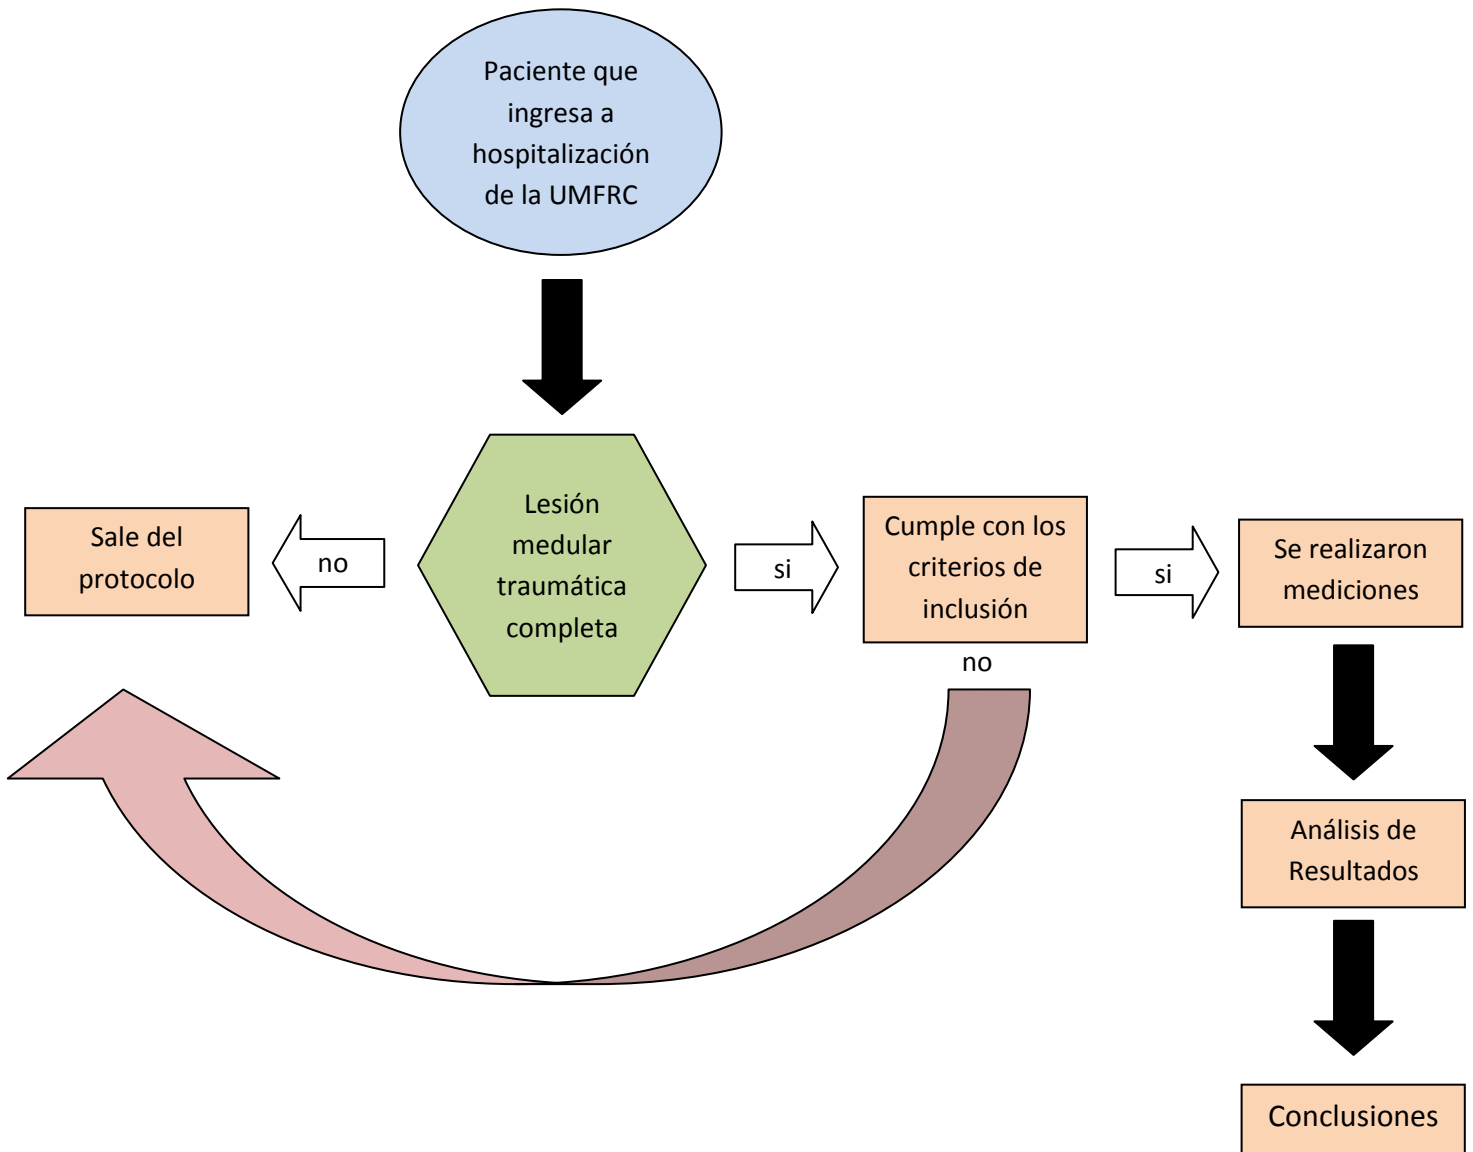 Paciente que
ingresa a
hospitalización
de la UMFRC
Lesión
medular
traumática
completa
no
Sale del
protocolo
si
Cumple con los
criterios de
inclusión
no
si
Se realizaron
mediciones
Análisis de
Resultados
Conclusiones